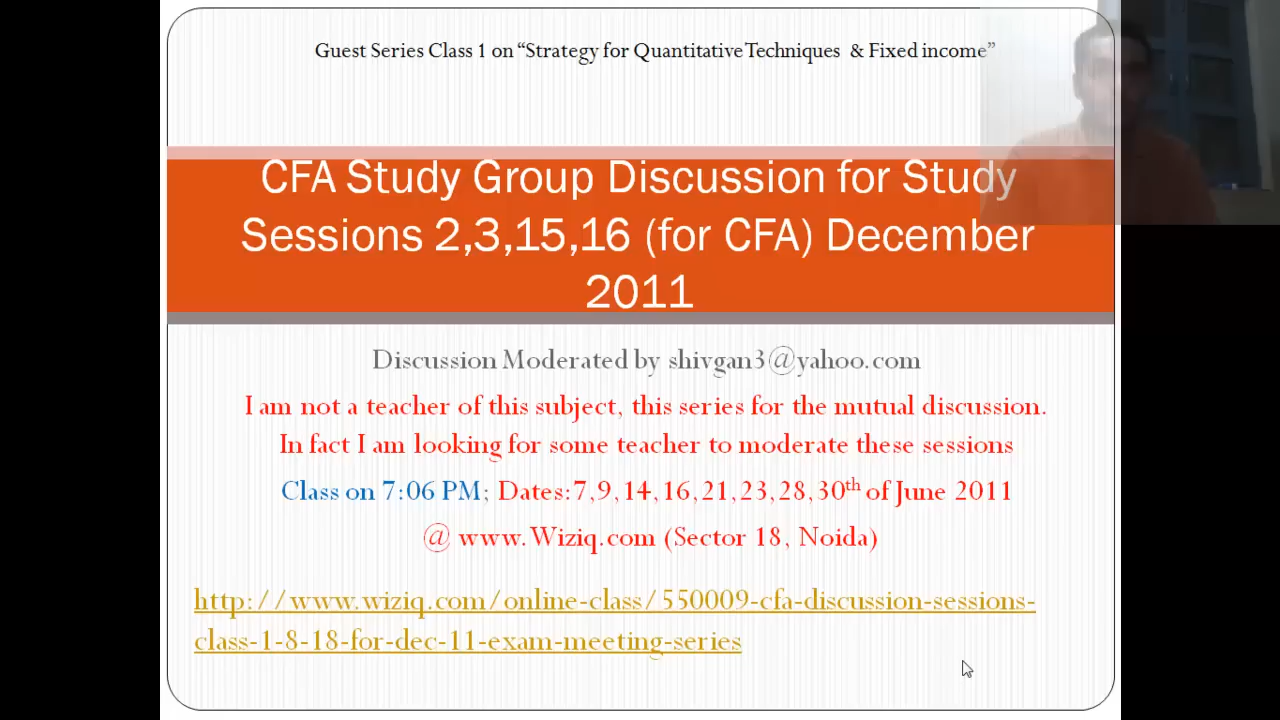 Guest Series Class 1 on “Strategy for Quantitative Techniques & Fixed income”
CFA Study Group Discussion for Study
Sessions 2,3,15,16 (for CFA) December
2011
Discussion Moderated by shivgan3@yahoo.com
I am not a teacher of this subject, this series for the mutual discussion.
In fact I am looking for some teacher to moderate these sessions
Class on 7:06 PM; Dates:7,9,14,16,21,23,28,30th of June 2011
@ www.Wiziq.com (Sector 18, Noida)
http://www.wiziq.com/online-class/550009-cfa-discussion-sessions-
class-1-8-18-for-dec-11-exam-meeting-series